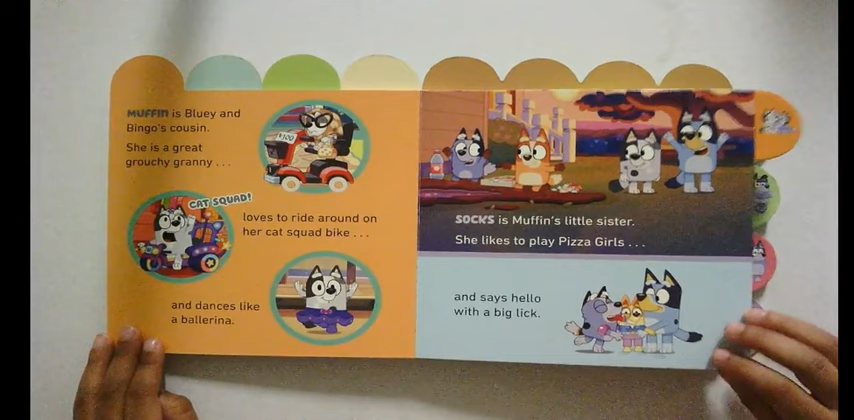 MUFFIN is Bluey and
Bingo's cousin.
She is a great
grouchy granny . . .
$300
CAT SQUAD!
loves to ride around on
her cat squad bike . . .
and dances like
a ballerina.
SOCKS is Muffin's little sister.
She likes to play Pizza Girls . . .
and says hello
with a big lick.